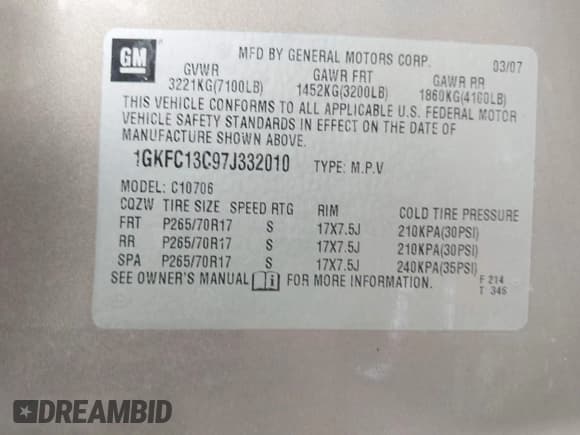 GM
MFD BY GENERAL MOTORS CORP. 03/07
GVWR GAWR FRT GAWR RR
3221KG(7100LB) 1452KG(3200LB) 1860KG(4100LB)
THIS VEHICLE CONFORMS TO ALL APPLICABLE U.S. FEDERAL MOTOR
VEHICLE SAFETY STANDARDS IN EFFECT ON THE DATE OF
MANUFACTURE SHOWN ABOVE.
1GKFC13C97J332010 TYPE: M.P.V
MODEL: C10706
CQZW TIRE SIZE SPEED RTG RIM COLD TIRE PRESSURE
FRT P265/70R17 S 17X7.5J 210KPA(30PSI)
RR P265/70R17 S 17X7.5J 210KPA(30PSI)
SPA P265/70R17 S 17X7.5J 240KPA(35PSI)
SEE OWNER'S MANUAL i FOR MORE INFORMATION. F 214
T 346
DREAMBID